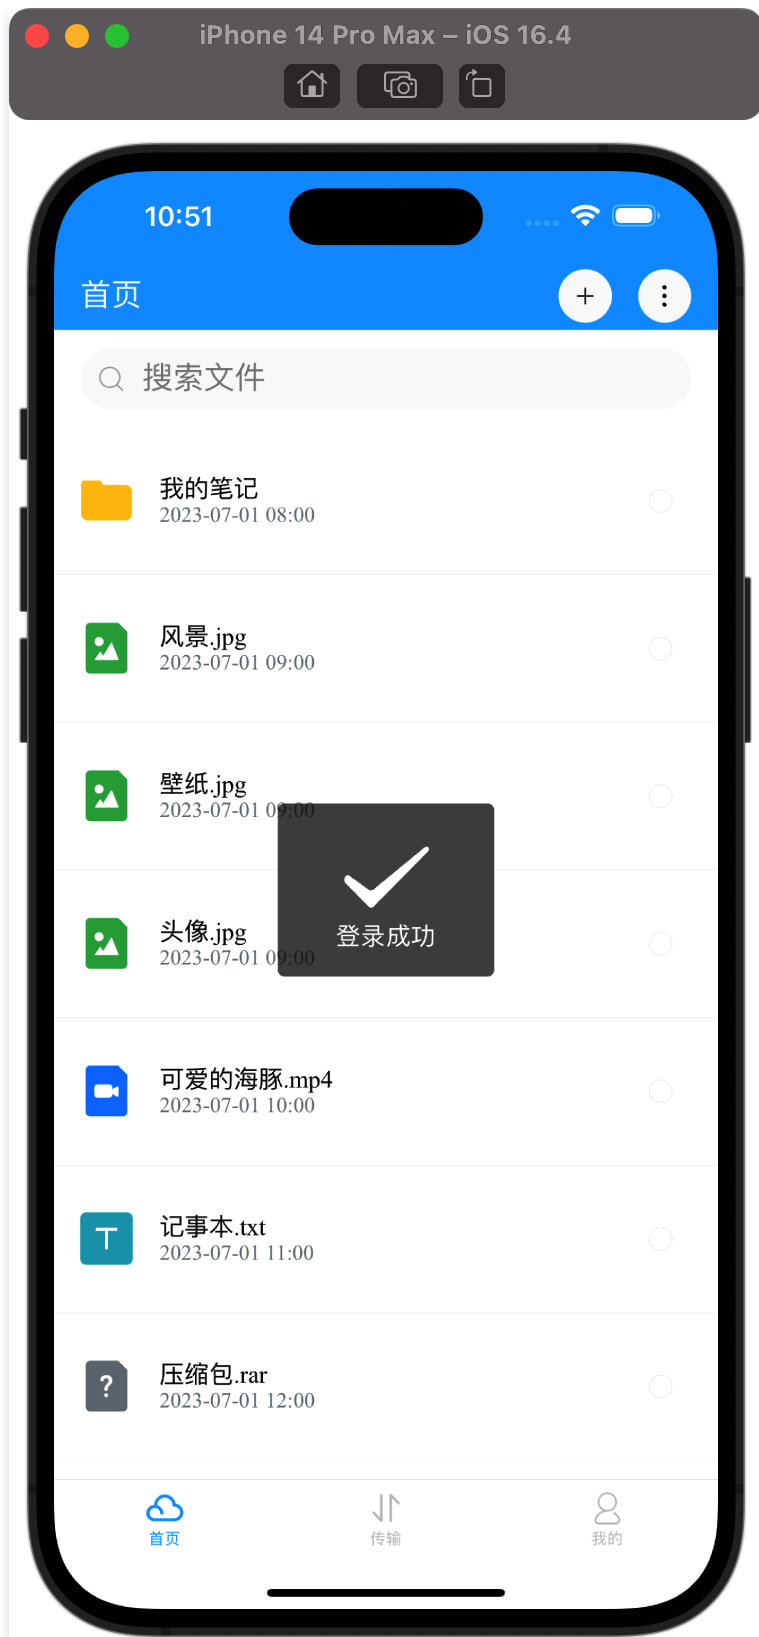 iPhone 14 Pro Max – iOS 16.4
10:51
首页
搜索文件
我的笔记
2023-07-01 08:00
风景.jpg
2023-07-01 09:00
壁纸.jpg
2023-07-01 09:00
登录成功
头像.jpg
2023-07-01 09:00
可爱的海豚.mp4
2023-07-01 10:00
记事本.txt
2023-07-01 11:00
压缩包.rar
2023-07-01 12:00
首页
传输
我的